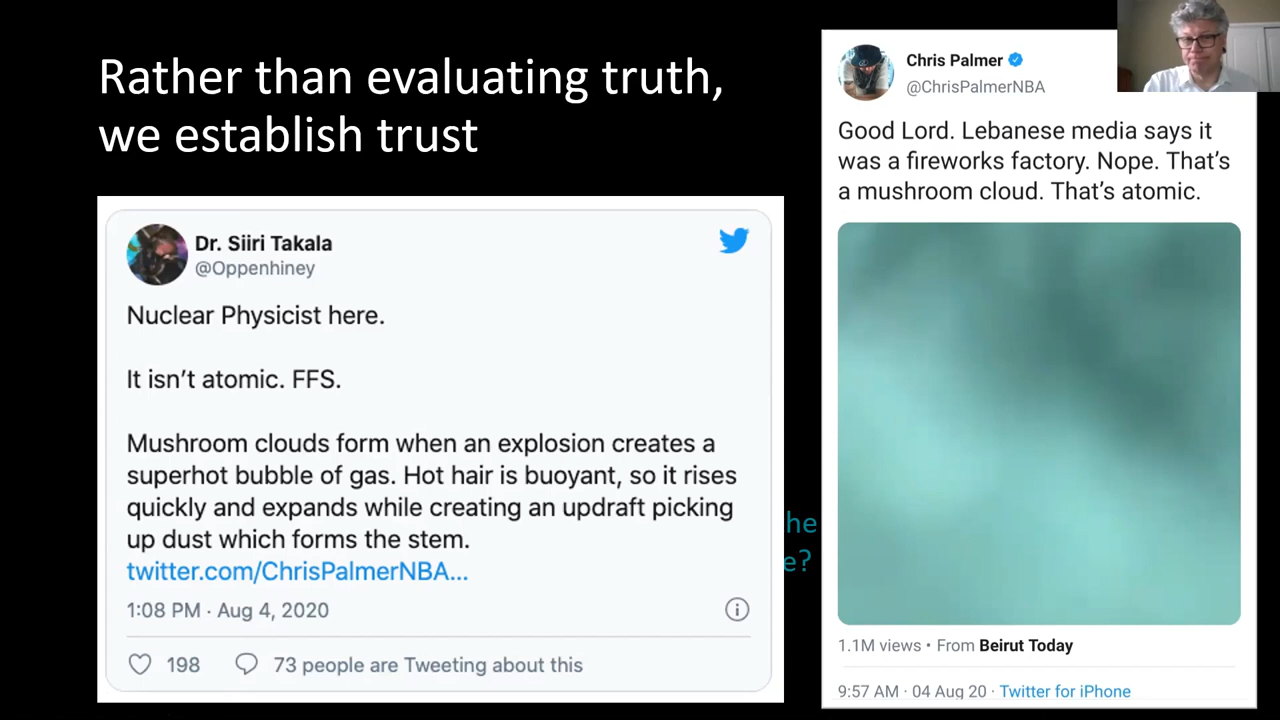 Rather than evaluating truth,
we establish trust
Dr. Siiri Takala
@Oppenhiney
Nuclear Physicist here.
It isn't atomic. FFS.
Mushroom clouds form when an explosion creates a
superhot bubble of gas. Hot hair is buoyant, so it rises
quickly and expands while creating an updraft picking
up dust which forms the stem.
twitter.com/ChrisPalmerNBA...
1:08 PM · Aug 4, 2020
198
73 people are Tweeting about this
he
e?
Chris Palmer
@ChrisPalmerNBA
Good Lord. Lebanese media says it
was a fireworks factory. Nope. That's
a mushroom cloud. That's atomic.
1.1M views • From Beirut Today
9:57 AM · 04 Aug 20 · Twitter for iPhone